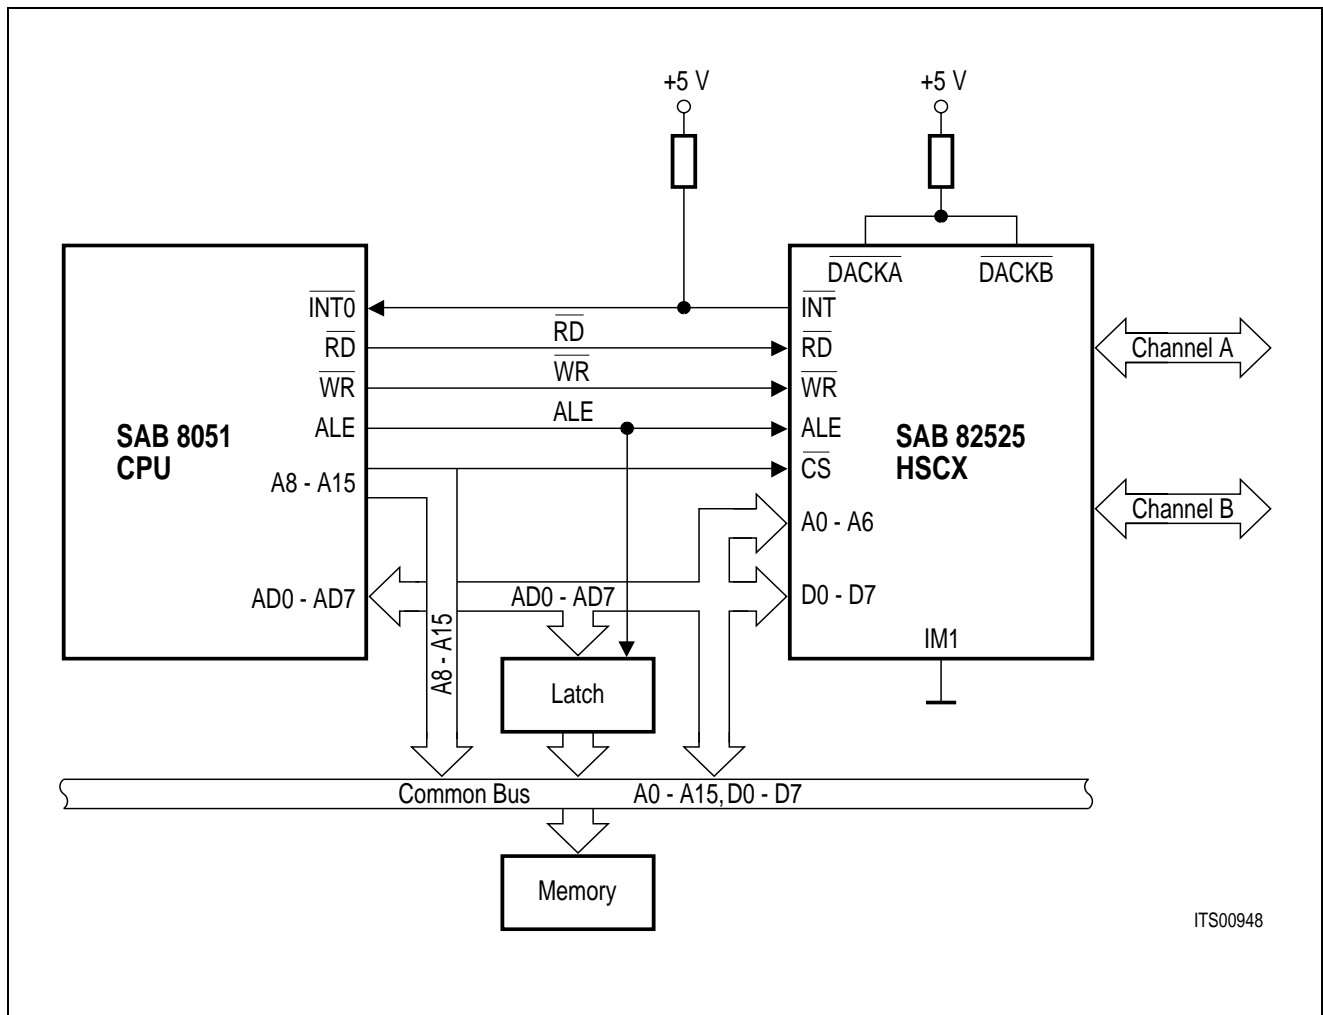 +5 V
+5 V
DACKA
DACKB
INT0
INT
RD
RD
RD
WR
WR
WR
ALE
ALE
ALE
SAB 8051
CPU
SAB 82525
HSCX
CS
A8 - A15
A0 - A6
AD0 - AD7
AD0 - AD7
D0 - D7
A8 - A15
IM1
Channel A
Channel B
Latch
Common Bus
A0 - A15, D0 - D7
Memory
ITS00948